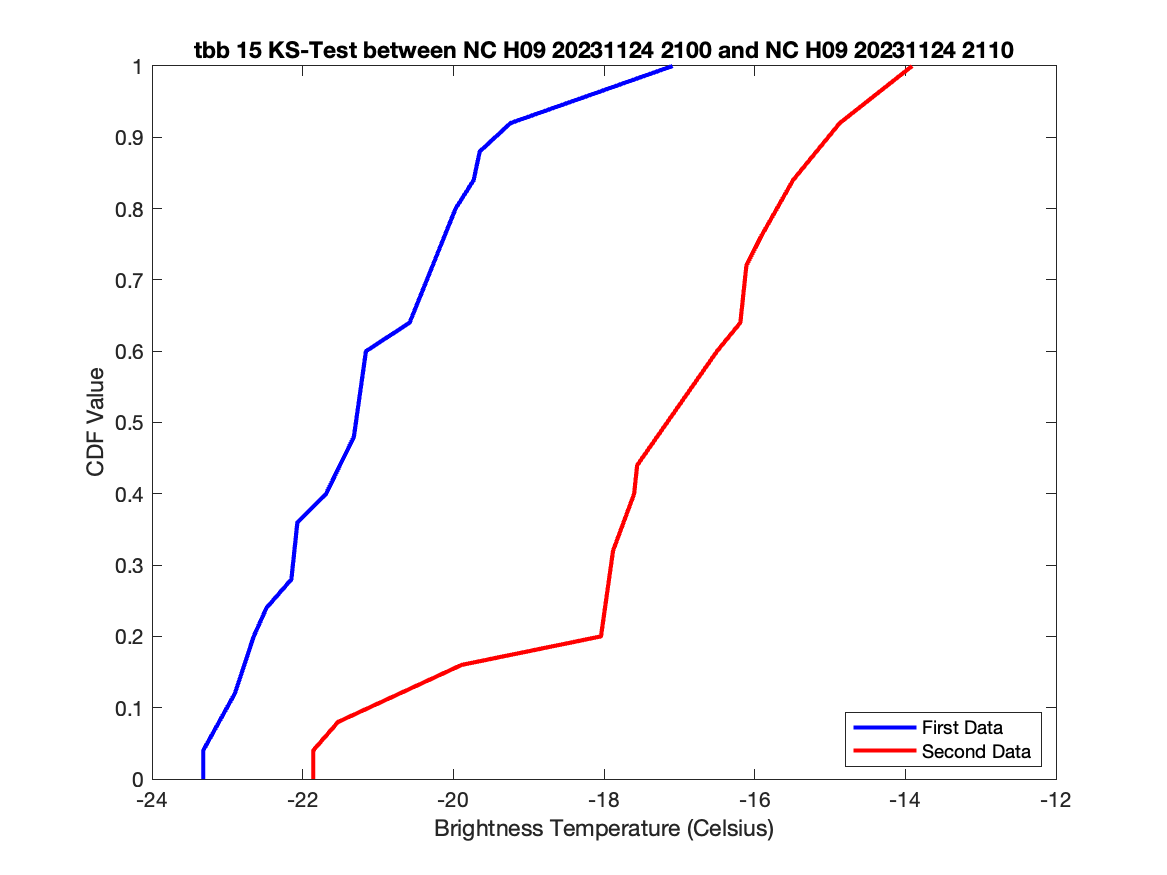 tbb 15 KS-Test between NC H09 20231124 2100 and NC H09 20231124 2110
1
0.9
0.8
0.7
0.6
0.5
0.4
0.3
0.2
0.1
0
CDF Value
First Data
Second Data
-24 -22 -20 -18 -16 -14 -12
Brightness Temperature (Celsius)